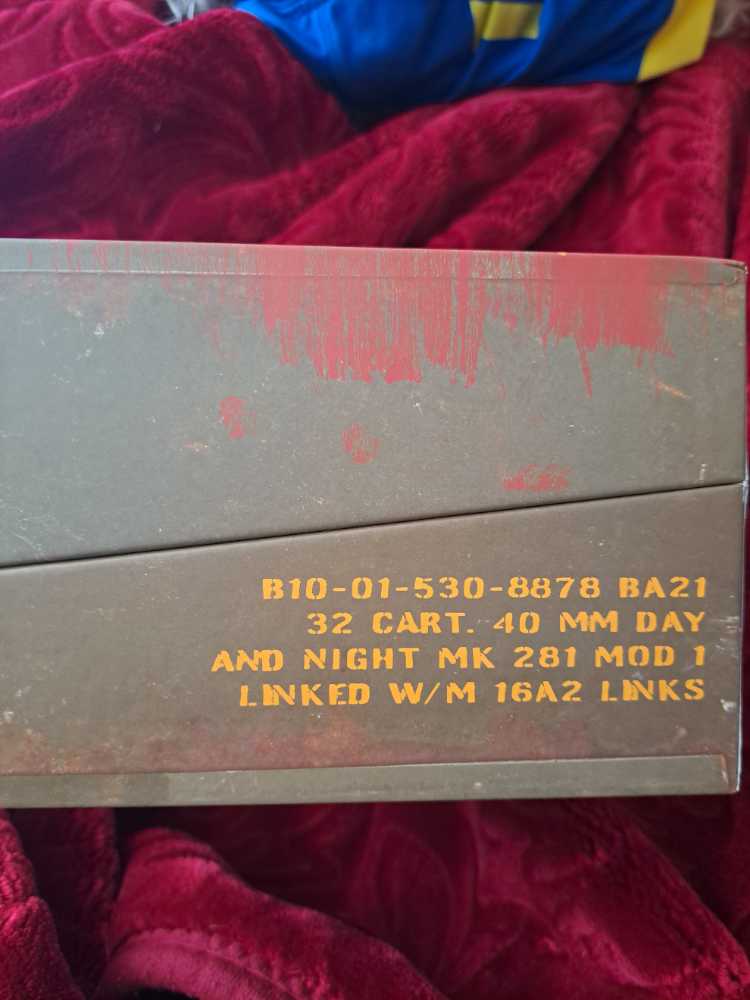 B10-01-530-8878 BA21
32 CART. 40 MM DAY
AND NIGHT MK 281 MOD 1
LINKED W/M 16A2 LINKS